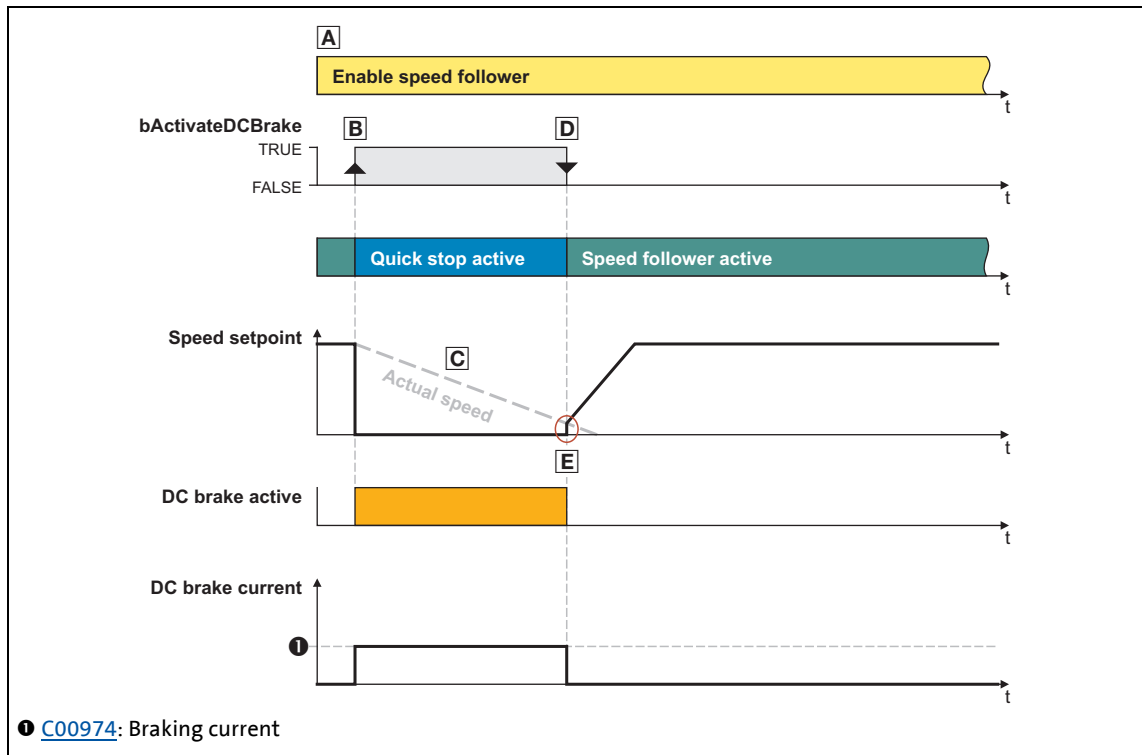 A
Enable speed follower
t
bActivateDCBrake
B
D
TRUE
FALSE
t
Quick stop active
Speed follower active
t
Speed setpoint
C
Actual speed
t
E
DC brake active
t
DC brake current
❶
t
❶ C00974: Braking current